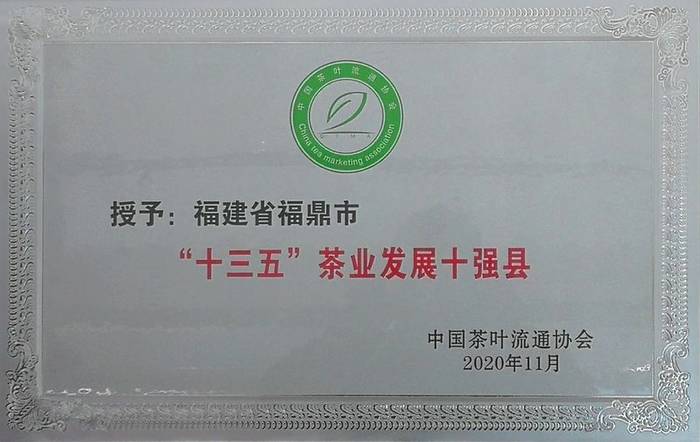 中国茶叶流通协会
CTMA
China tea marketing association
授予：福建省福鼎市
“十三五”茶业发展十强县
中国茶叶流通协会
2020年11月